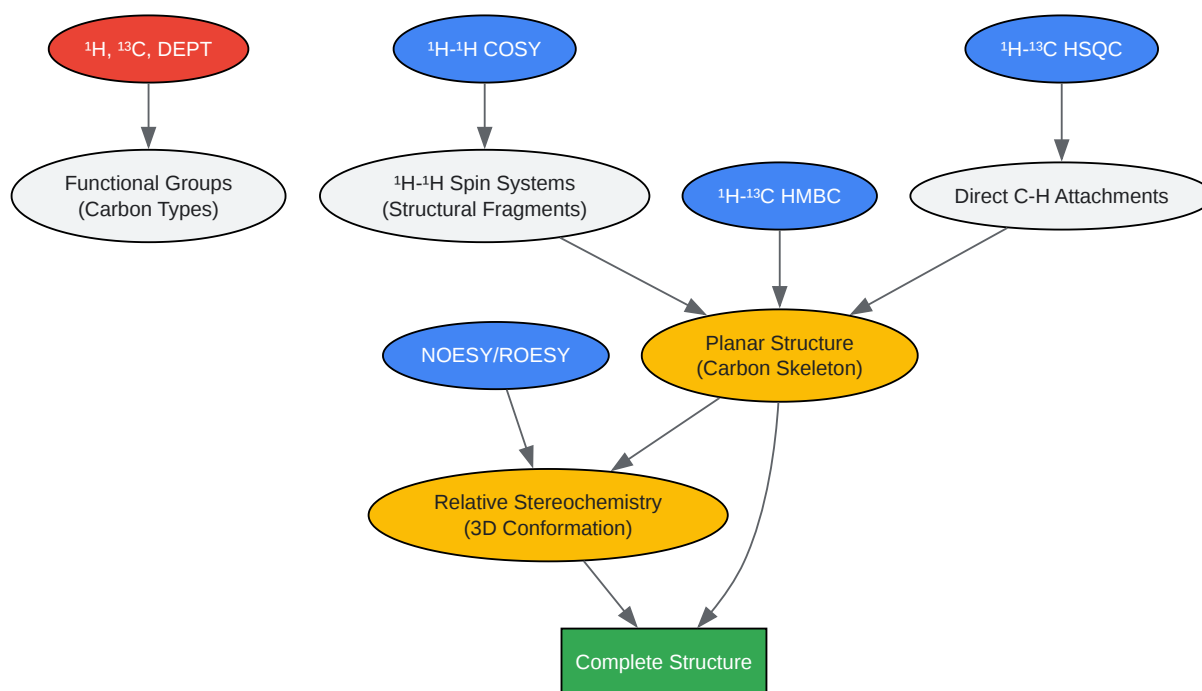 ¹H, ¹³C, DEPT
¹H-¹H COSY
¹H-¹³C HSQC
Functional Groups
(Carbon Types)
¹H-¹H Spin Systems
(Structural Fragments)
¹H-¹³C HMBC
Direct C-H Attachments
NOESY/ROESY
Planar Structure
(Carbon Skeleton)
Relative Stereochemistry
(3D Conformation)
Complete Structure